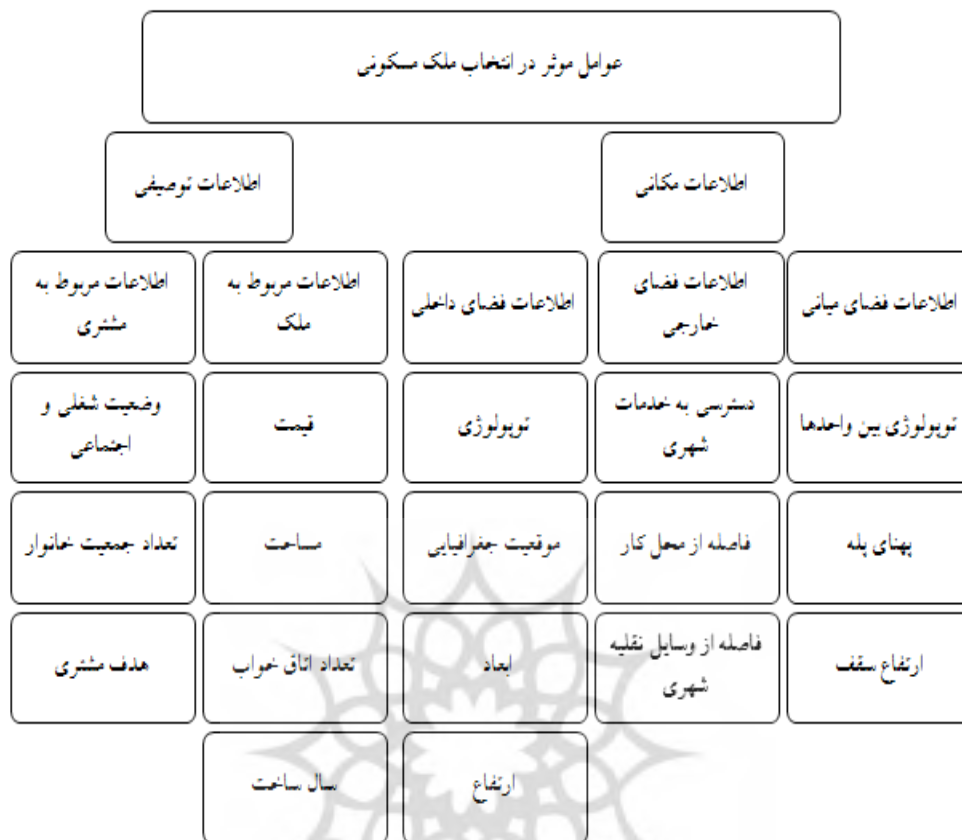 عوامل موثر در انتخاب ملک مسکونی
اطلاعات مکانی
اطلاعات توصیفی
اطلاعات فضای میانی
اطلاعات فضای
خارجی
اطلاعات فضای داخلی
اطلاعات مربوط به
ملک
اطلاعات مربوط به
مشتری
توپولوژی بین واحدها
دسترسی به خدمات
شهری
توپولوژی
قیمت
وضعیت شغلی و
اجتماعی
پهنای پله
فاصله از محل کار
موقعیت جغرافیایی
مساحت
تعداد جمعیت خانوار
ارتفاع سقف
فاصله از وسایل نقلیه
شهری
ابعاد
تعداد اتاق خواب
هدف مشتری
ارتفاع
سال ساخت